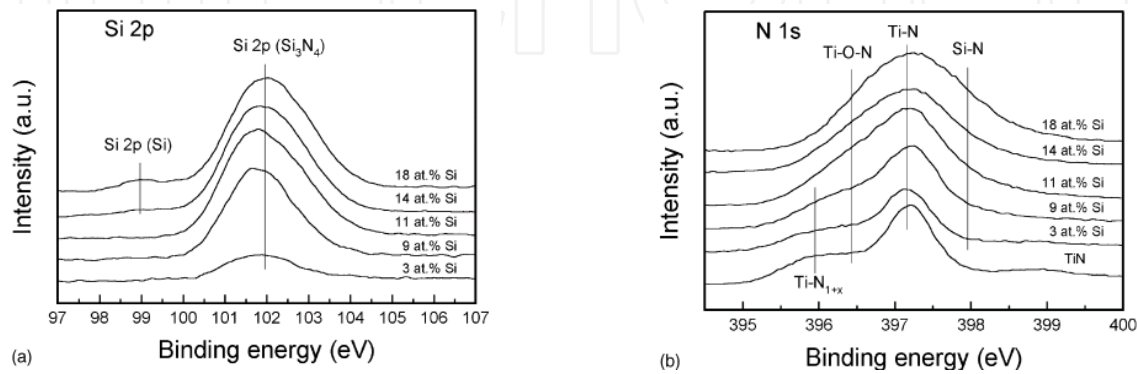 Si 2p
Si 2p (Si₃N₄)
Si 2p (Si)
18 at.% Si
14 at.% Si
11 at.% Si
9 at.% Si
3 at.% Si
Intensity (a.u.)
97 98 99 100 101 102 103 104 105 106 107
Binding energy (eV)
(a)
N 1s
Ti-N
Ti-O-N
Si-N
18 at.% Si
14 at.% Si
11 at.% Si
9 at.% Si
3 at.% Si
TiN
Ti-N₁₊ₓ
Intensity (a.u.)
395 396 397 398 399 400
Binding energy (eV)
(b)